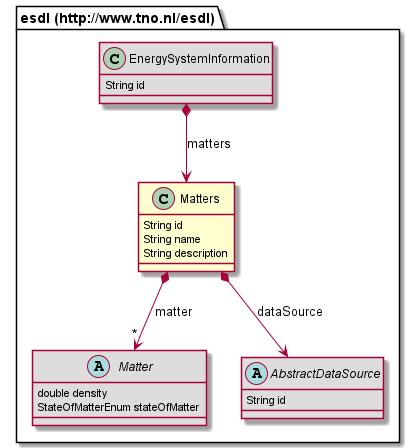 esdl (http://www.tno.nl/esdl)
C EnergySystemInformation
String id
matters
C Matters
String id
String name
String description
matter
dataSource
*
A Matter
double density
StateOfMatterEnum stateOfMatter
A AbstractDataSource
String id